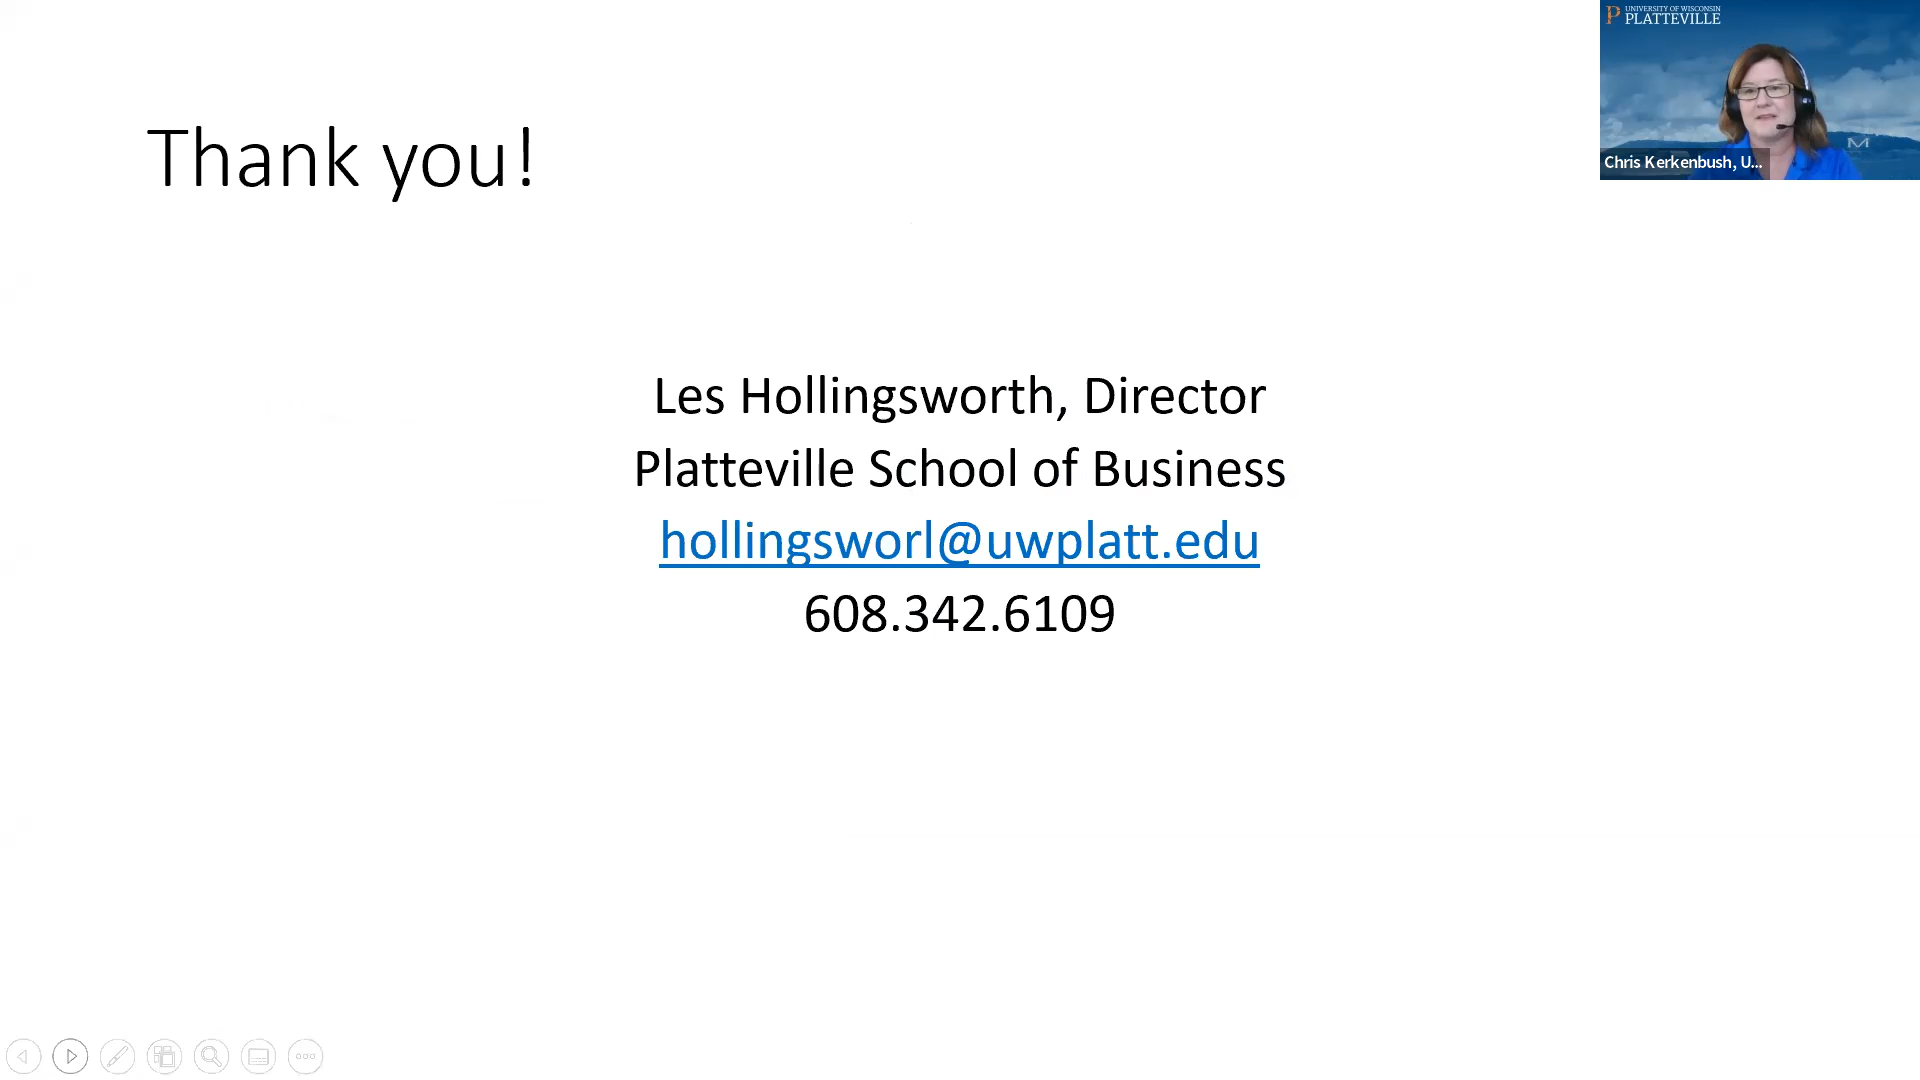 P UNIVERSITY OF WISCONSIN
PLATTEVILLE
Thank you!
M
Chris Kerkenbush, U...
Les Hollingsworth, Director
Platteville School of Business
hollingsworl@uwplatt.edu
608.342.6109